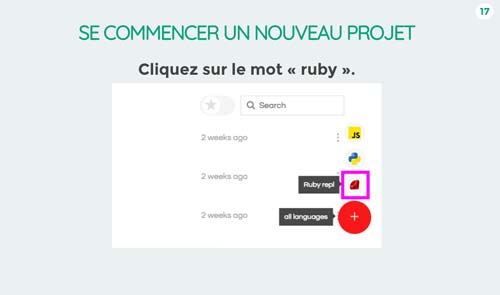 17
SE COMMENCER UN NOUVEAU PROJET
Cliquez sur le mot « ruby ».
Search
2 weeks ago
JS
2 weeks ago
Ruby repl
2 weeks ago
all languages
+